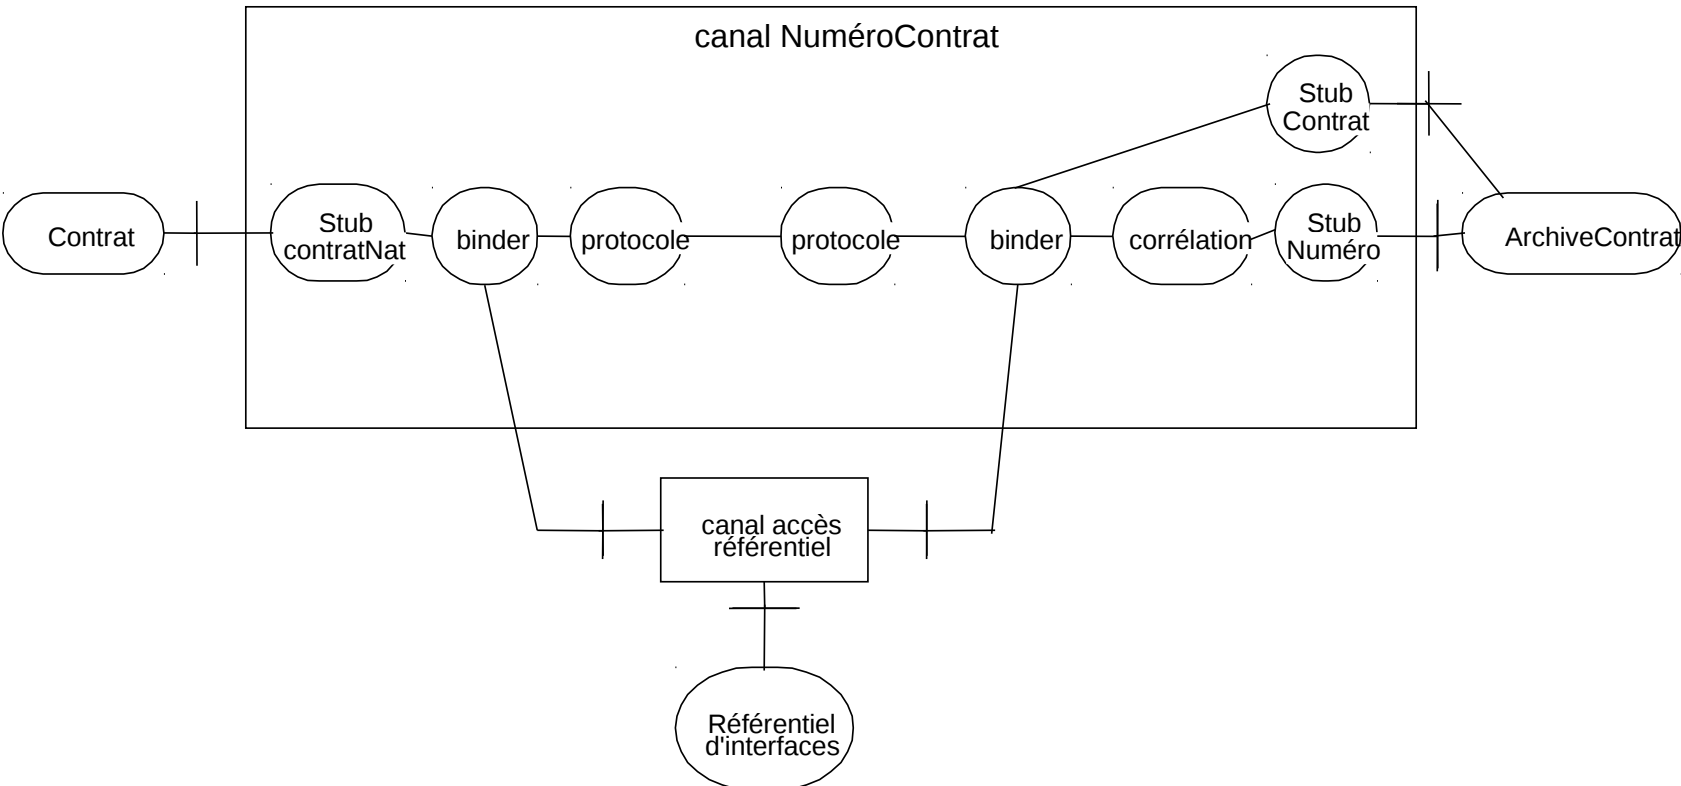 canal NuméroContrat
Stub
Contrat
Contrat
Stub
contratNat
binder
protocole
protocole
binder
corrélation
Stub
Numéro
ArchiveContrat
canal accès
référentiel
Référentiel
d'interfaces